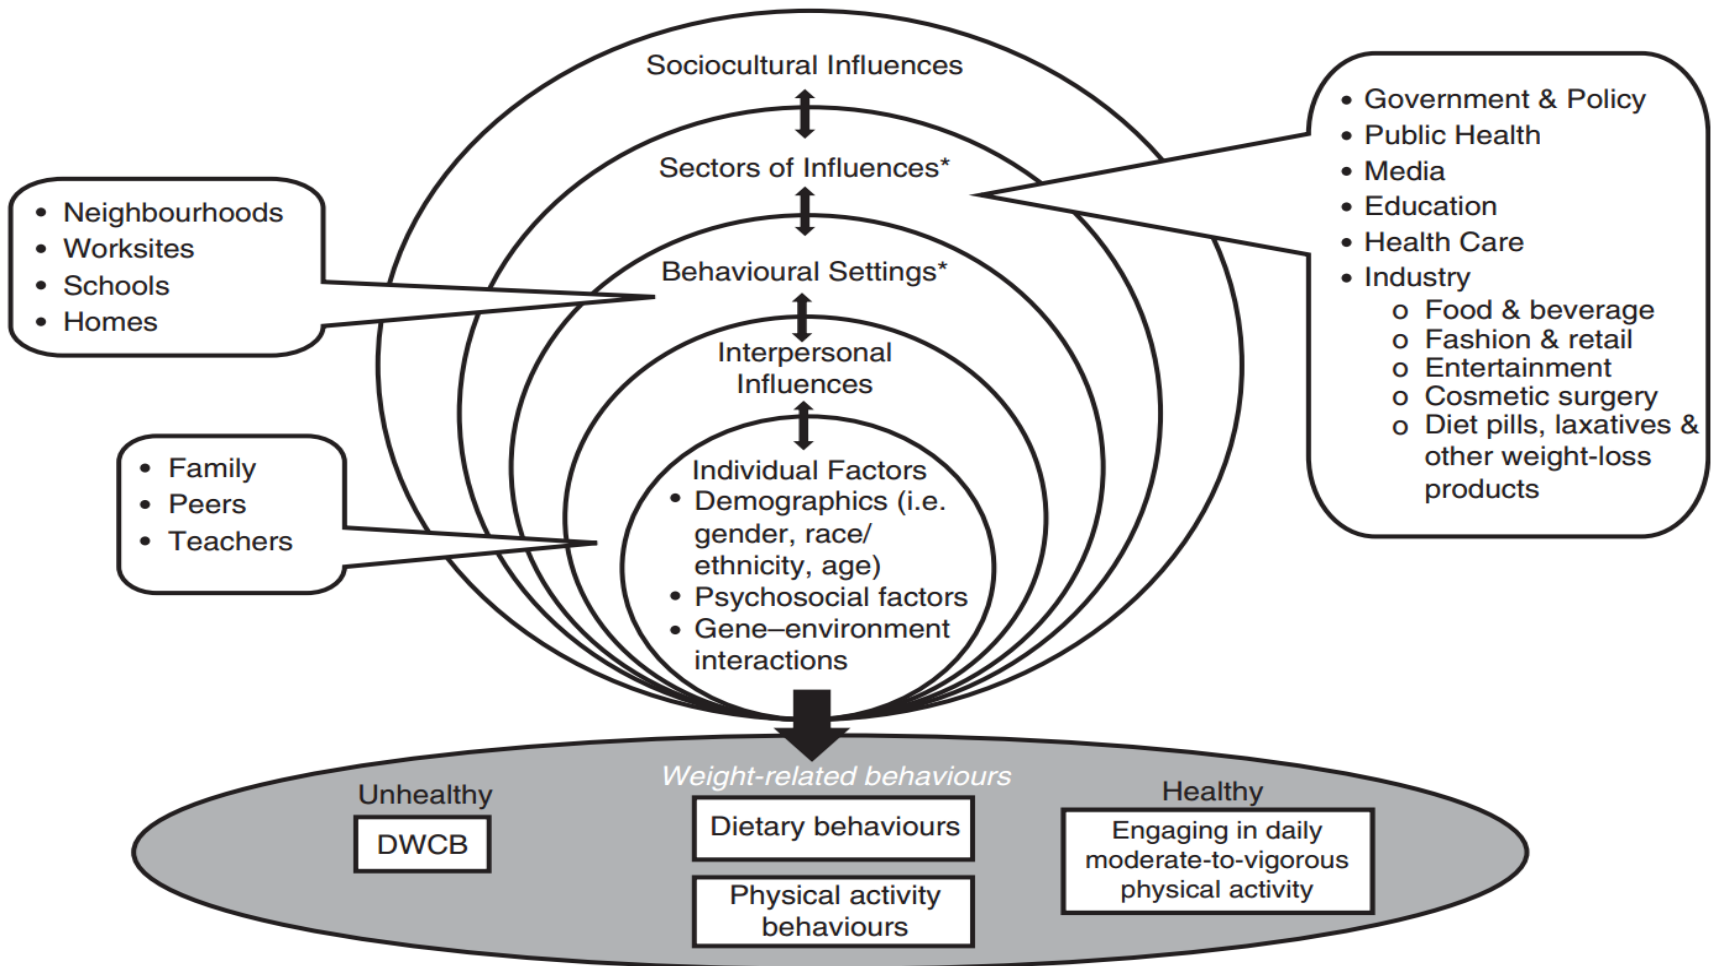 Sociocultural Influences
Sectors of Influences*
Behavioural Settings*
Interpersonal
Influences
Individual Factors
• Demographics (i.e.
gender, race/
ethnicity, age)
• Psychosocial factors
• Gene–environment
interactions
• Neighbourhoods
• Worksites
• Schools
• Homes
• Family
• Peers
• Teachers
• Government & Policy
• Public Health
• Media
• Education
• Health Care
• Industry
o Food & beverage
o Fashion & retail
o Entertainment
o Cosmetic surgery
o Diet pills, laxatives &
other weight-loss
products
Weight-related behaviours
Unhealthy
DWCB
Dietary behaviours
Physical activity
behaviours
Healthy
Engaging in daily
moderate-to-vigorous
physical activity